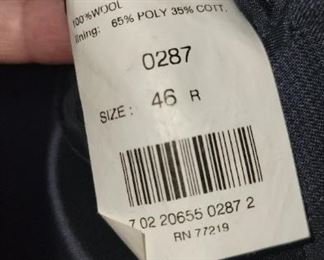 100% WOOL
lining: 65% POLY 35% COTT.
0287
SIZE: 46 R
7 02 20655 0287 2
RN 77219